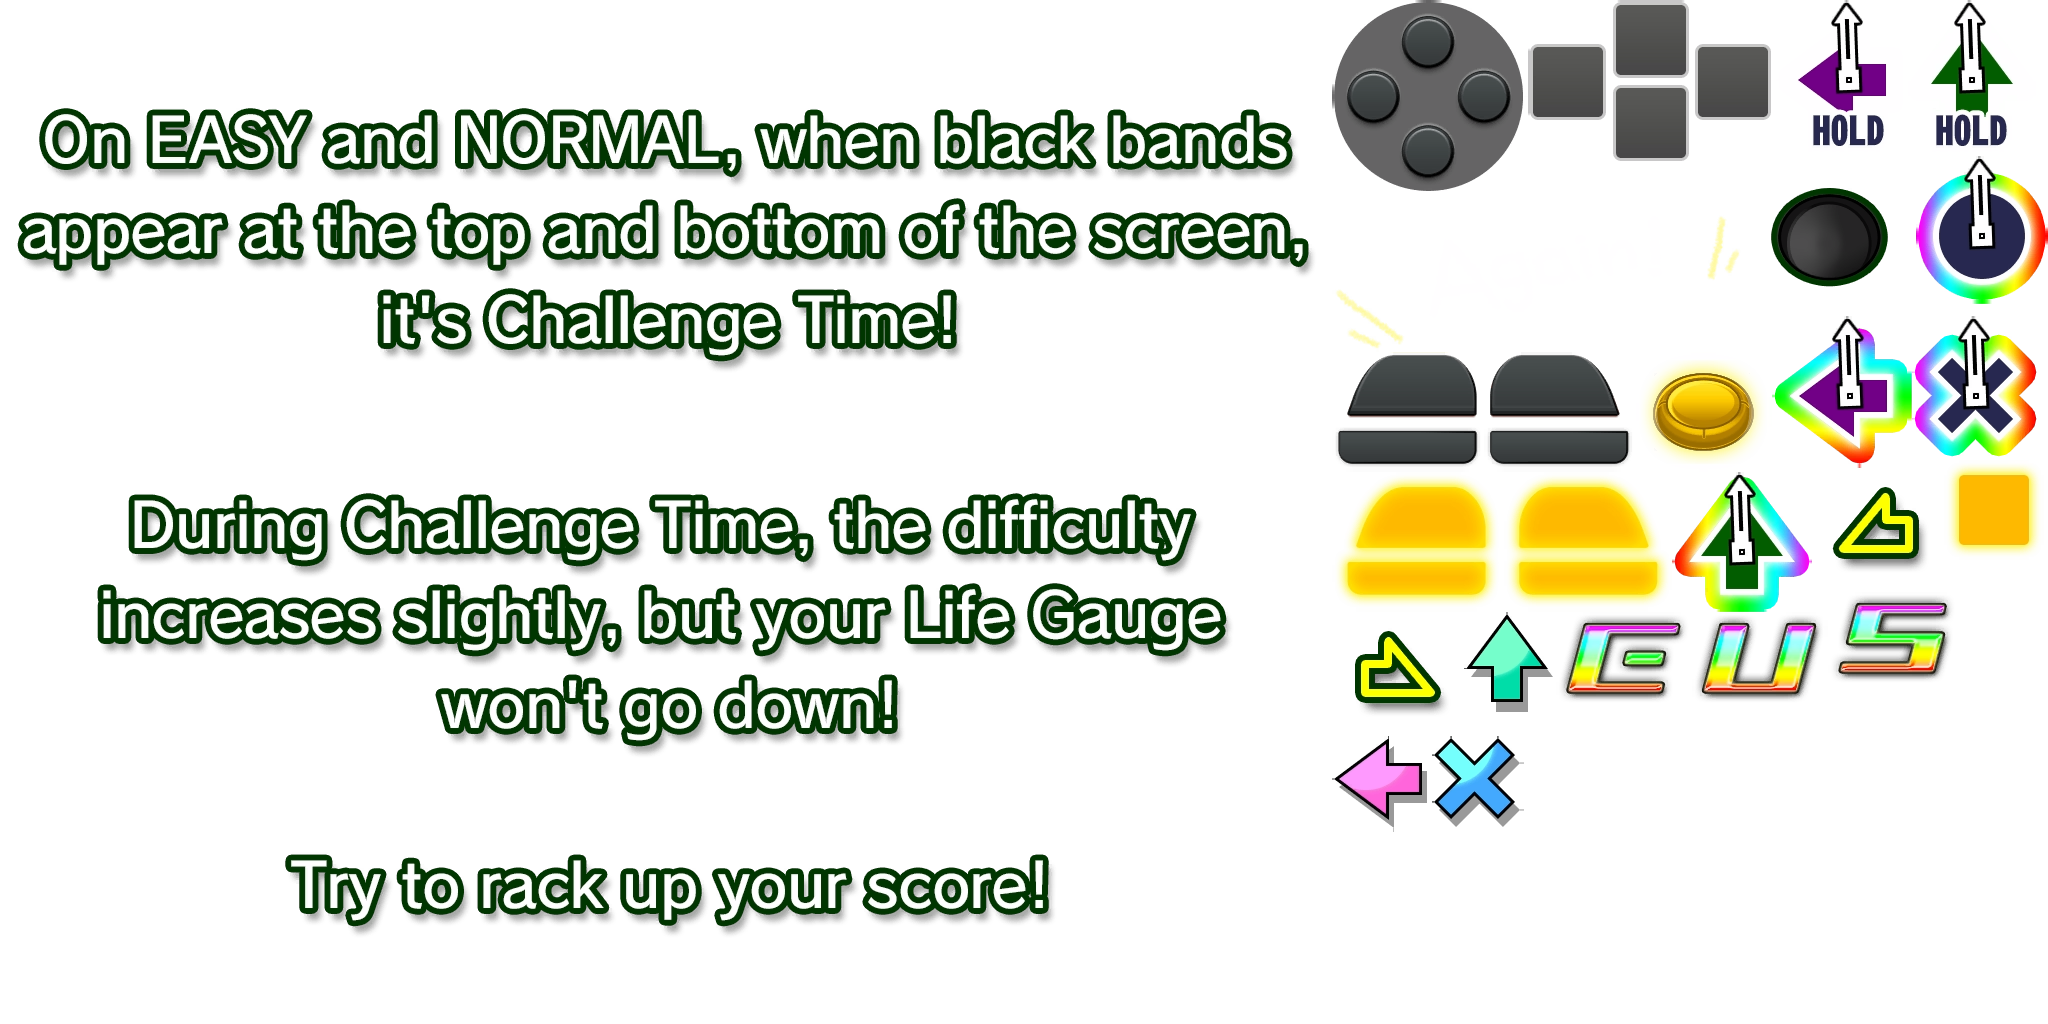 On EASY and NORMAL, when black bands
appear at the top and bottom of the screen,
it's Challenge Time!
During Challenge Time, the difficulty
increases slightly, but your Life Gauge
won't go down!
Try to rack up your score!
HOLD
HOLD
E U S